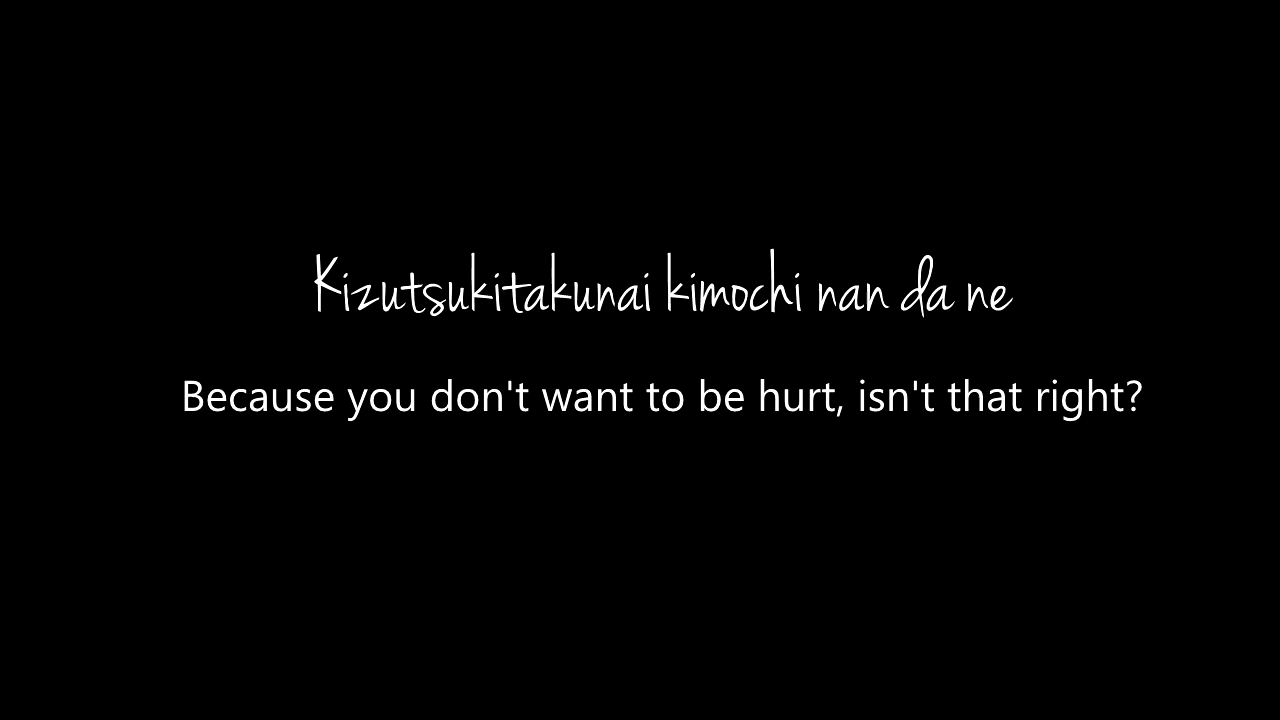 Kizutsukitakunai kimochi nan da ne
Because you don't want to be hurt, isn't that right?